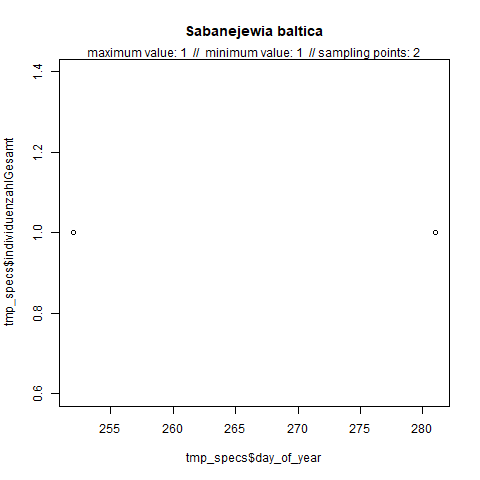 Sabanejewia baltica
maximum value: 1 // minimum value: 1 // sampling points: 2
tmp_specs$individuenzahlGesamt
1.4
1.2
1.0
0.8
0.6
255 260 265 270 275 280
tmp_specs$day_of_year